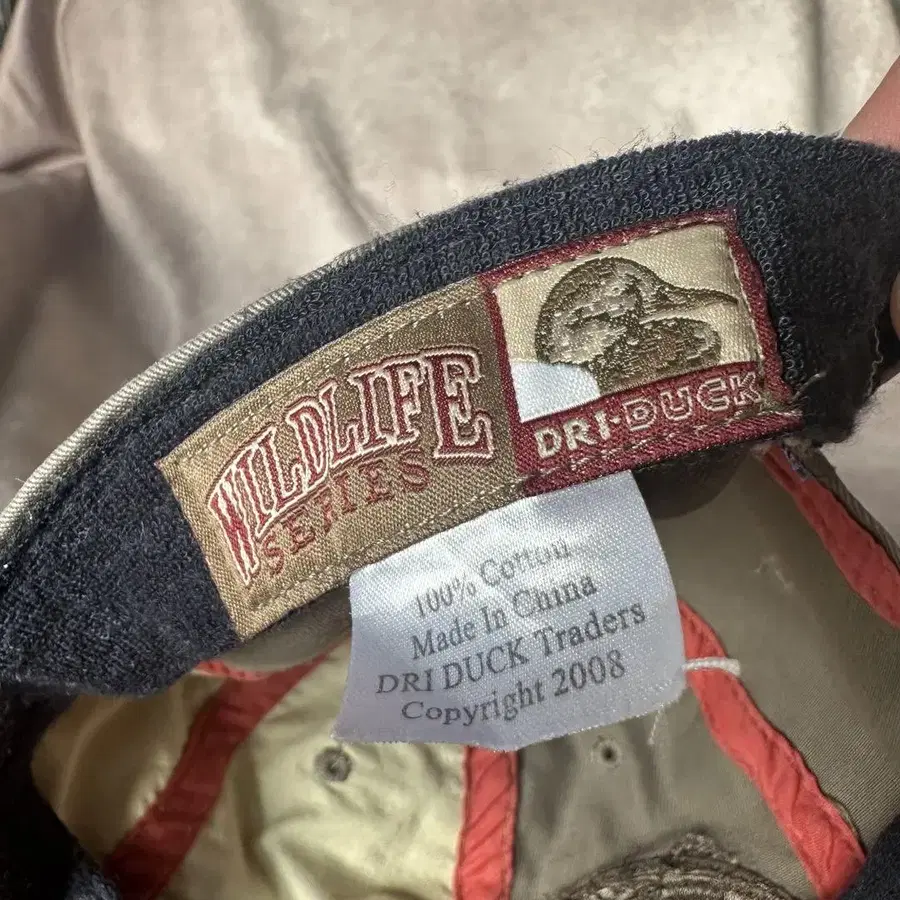 WILDLIFE
SERIES
DRI-DUCK
100% Cotton
Made In China
DRI DUCK Traders
Copyright 2008